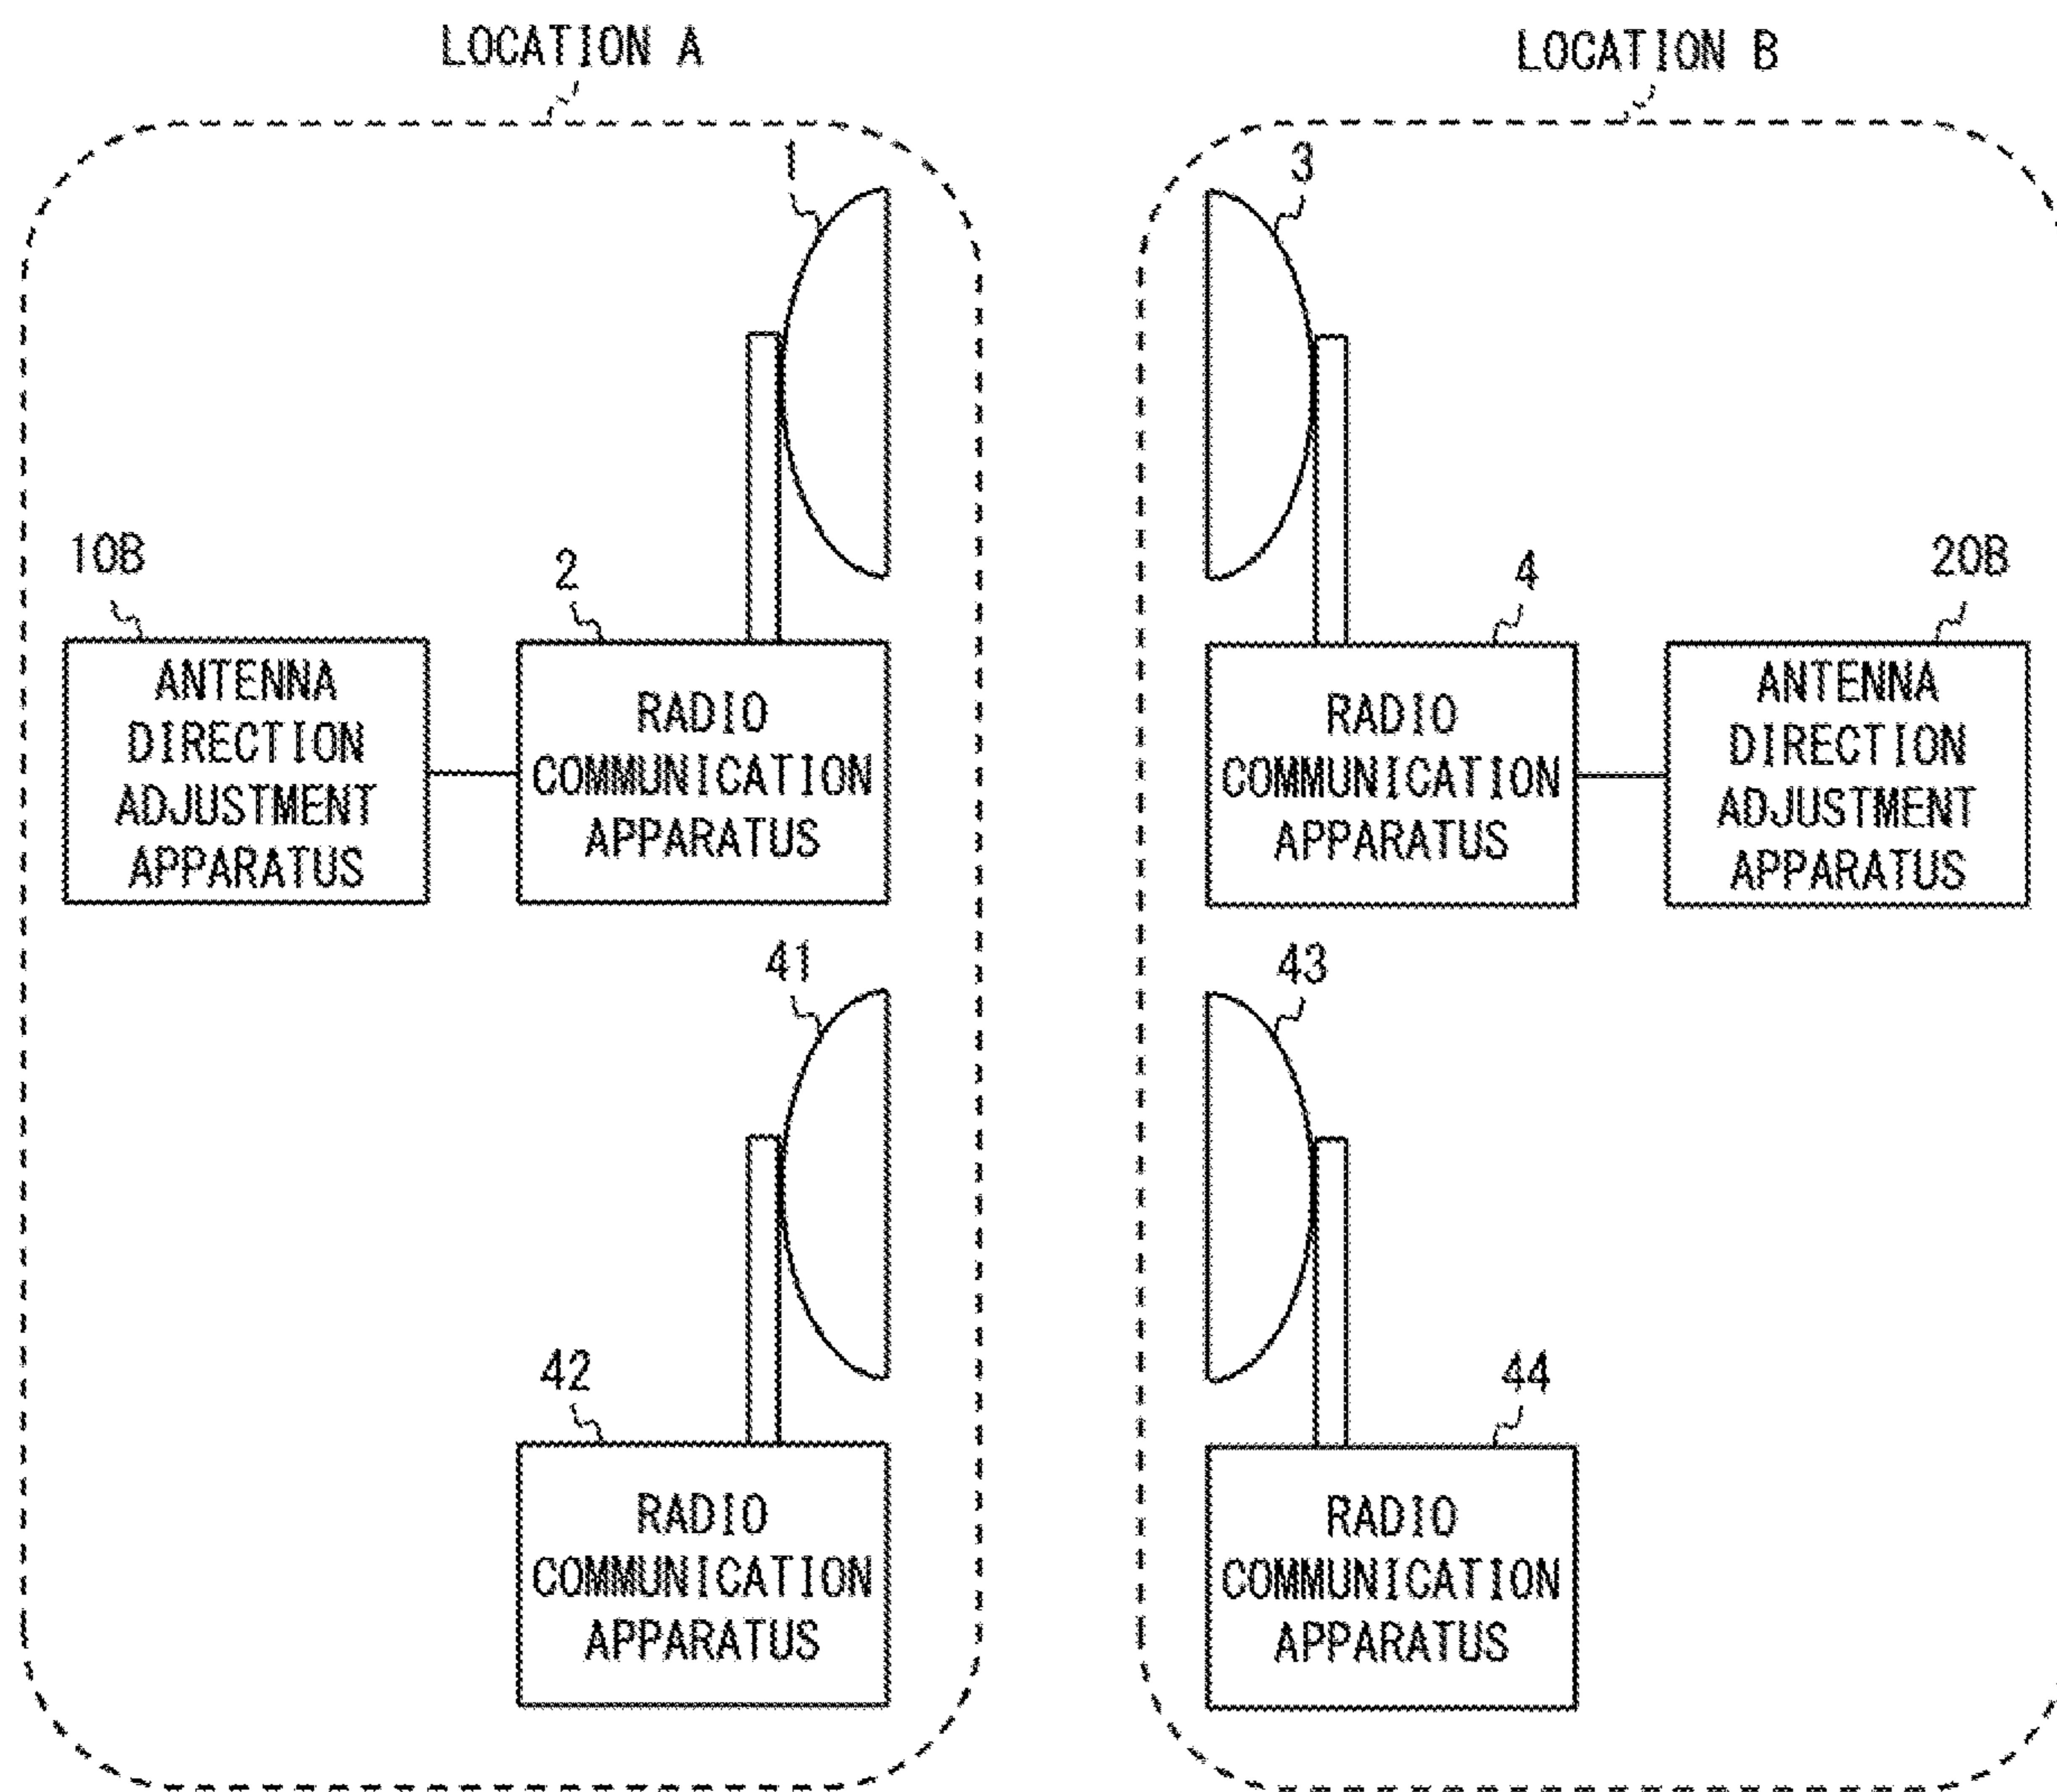 LOCATION A
LOCATION B
1
3
10B
2
4
20B
ANTENNA
DIRECTION
ADJUSTMENT
APPARATUS
RADIO
COMMUNICATION
APPARATUS
RADIO
COMMUNICATION
APPARATUS
ANTENNA
DIRECTION
ADJUSTMENT
APPARATUS
41
43
42
44
RADIO
COMMUNICATION
APPARATUS
RADIO
COMMUNICATION
APPARATUS